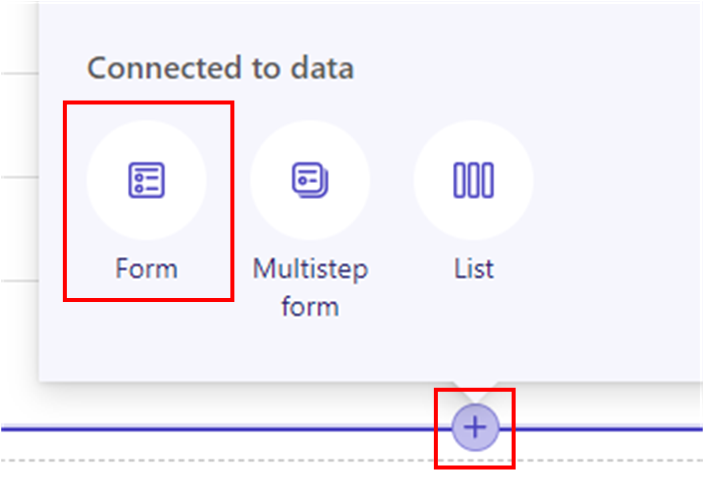 Connected to data
Form
Multistep
form
List